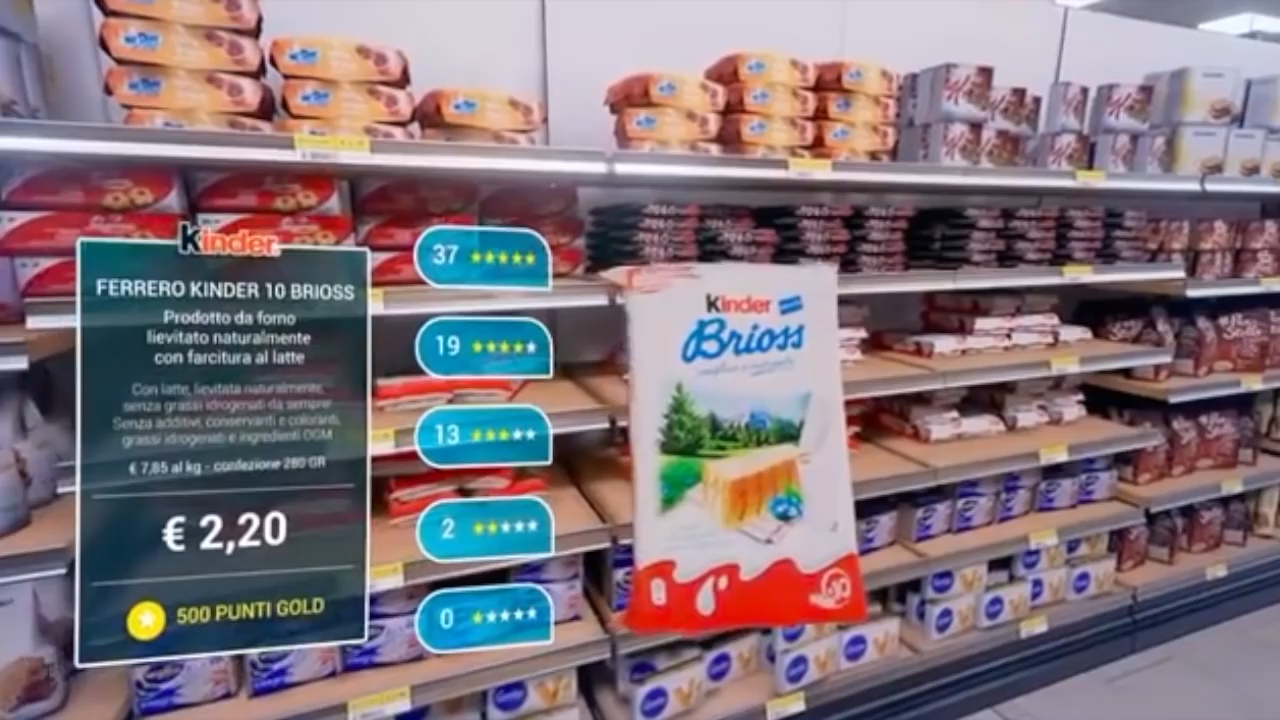 kinder
FERRERO KINDER 10 BRIOSS
Prodotto da forno
lievitato naturalmente
con farcitura al latte
Con latte, lievitata naturalmente,
senza grassi idrogenati da sempre
Senza additivi, conservanti e coloranti,
grassi idrogenati e ingredienti OGM
€ 7,85 al kg - confezione 280 GR
€ 2,20
500 PUNTI GOLD
37
19
13
2
0
Kinder
Brioss
10